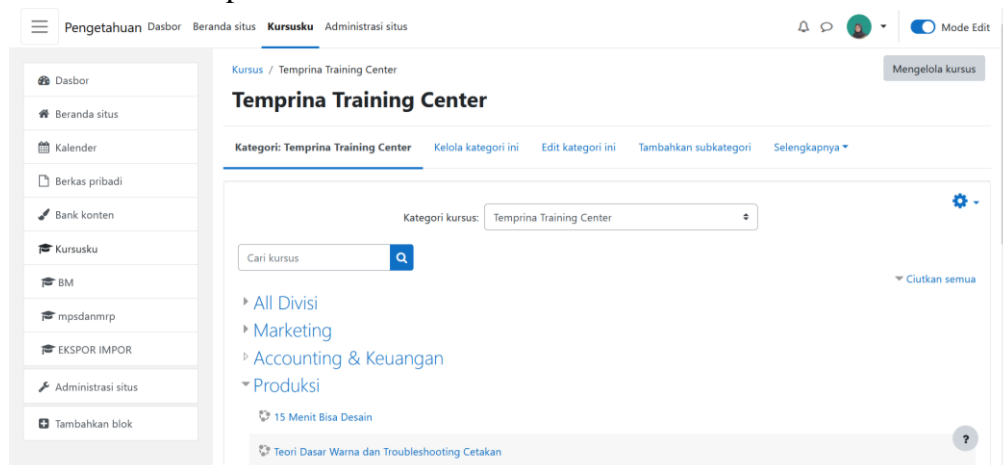 Pengetahuan Dasbor Beranda situs Kursusku Administrasi situs Mode Edit
Dasbor
Beranda situs
Kalender
Berkas pribadi
Bank konten
Kursusku
BM
mpsdanmrp
EKSPOR IMPOR
Administrasi situs
Tambahkan blok
Kursus / Temprina Training Center
Mengelola kursus
Temprina Training Center
Kategori: Temprina Training Center Kelola kategori ini Edit kategori ini Tambahkan subkategori Selengkapnya
Kategori kursus: Temprina Training Center
Cari kursus
Ciutkan semua
All Divisi
Marketing
Accounting & Keuangan
Produksi
15 Menit Bisa Desain
Teori Dasar Warna dan Troubleshooting Cetakan
?